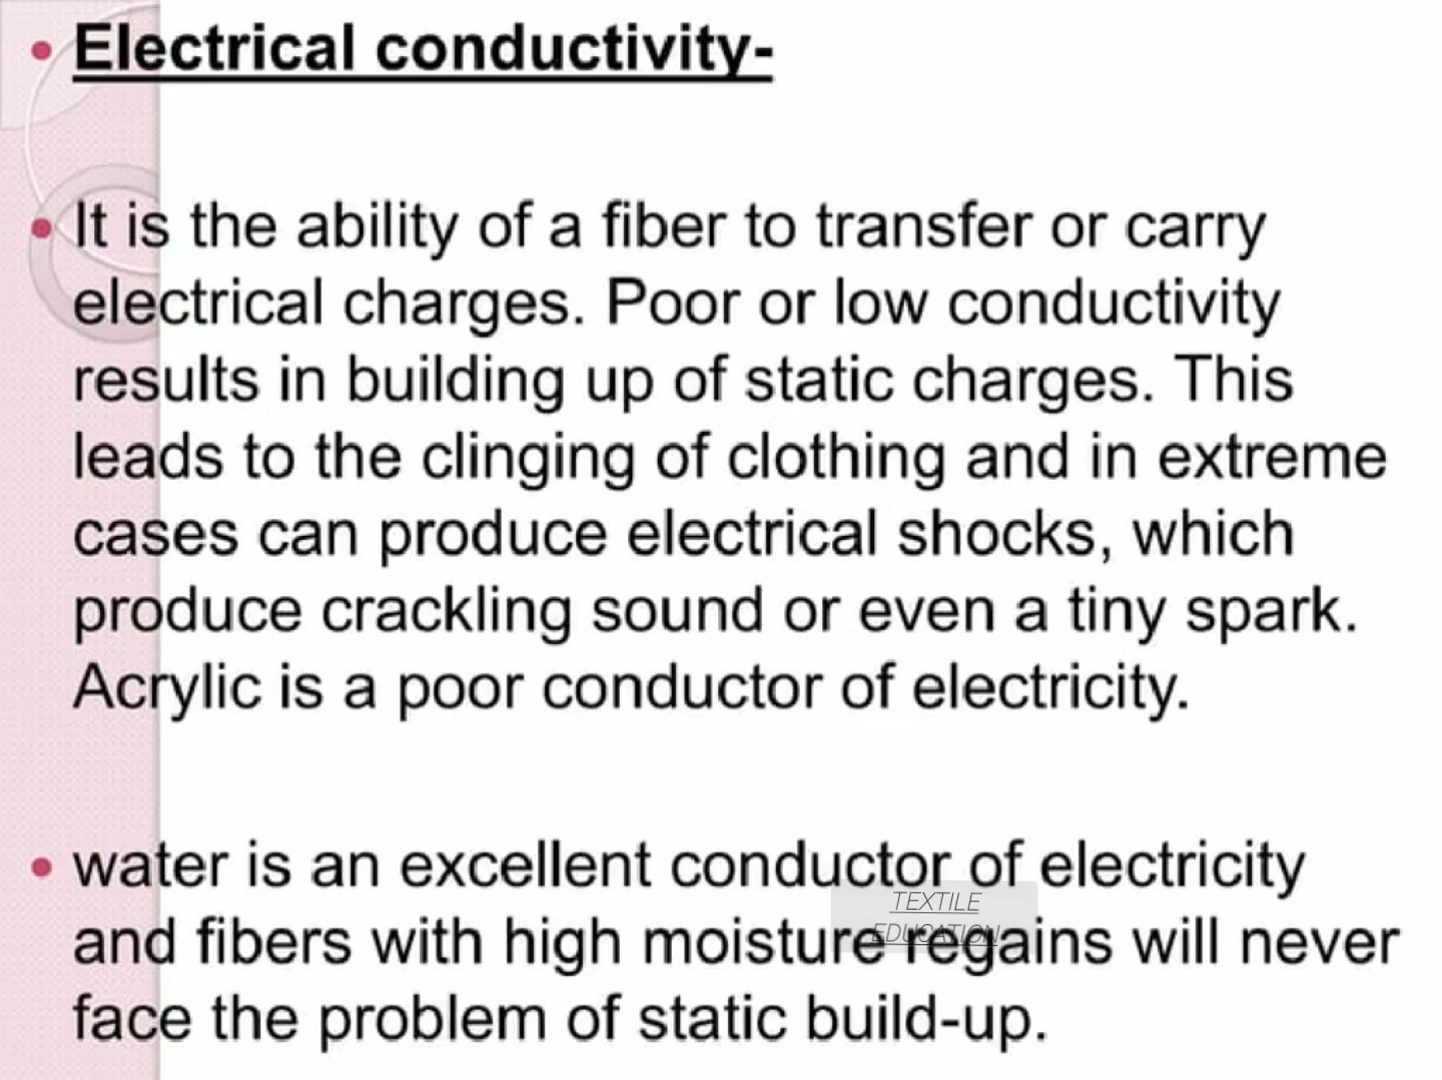 Electrical conductivity-
It is the ability of a fiber to transfer or carry
electrical charges. Poor or low conductivity
results in building up of static charges. This
leads to the clinging of clothing and in extreme
cases can produce electrical shocks, which
produce crackling sound or even a tiny spark.
Acrylic is a poor conductor of electricity.
water is an excellent conductor of electricity
and fibers with high moisture regains will never
face the problem of static build-up.
TEXTILE
EDUCATION